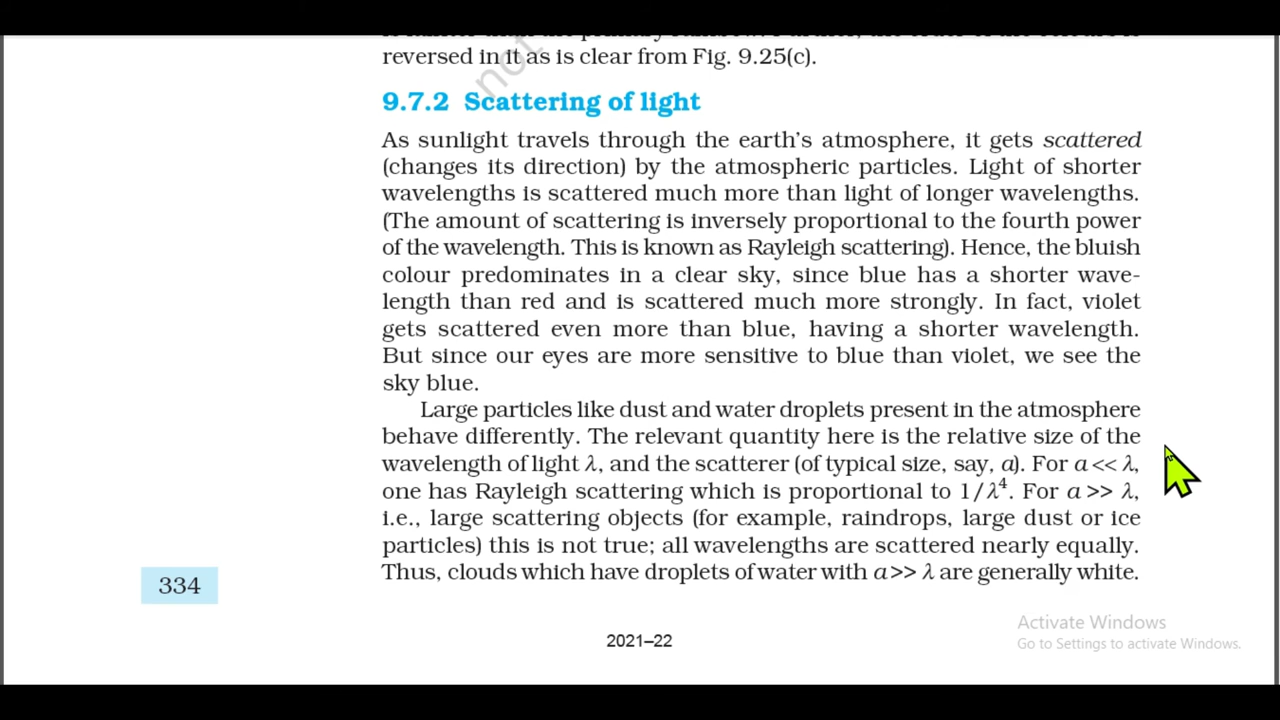 reversed in it as is clear from Fig. 9.25(c).
not
9.7.2 Scattering of light
As sunlight travels through the earth's atmosphere, it gets scattered
(changes its direction) by the atmospheric particles. Light of shorter
wavelengths is scattered much more than light of longer wavelengths.
(The amount of scattering is inversely proportional to the fourth power
of the wavelength. This is known as Rayleigh scattering). Hence, the bluish
colour predominates in a clear sky, since blue has a shorter wave-
length than red and is scattered much more strongly. In fact, violet
gets scattered even more than blue, having a shorter wavelength.
But since our eyes are more sensitive to blue than violet, we see the
sky blue.
Large particles like dust and water droplets present in the atmosphere
behave differently. The relevant quantity here is the relative size of the
wavelength of light λ, and the scatterer (of typical size, say, a). For a << λ,
one has Rayleigh scattering which is proportional to 1/λ⁴. For a >> λ,
i.e., large scattering objects (for example, raindrops, large dust or ice
particles) this is not true; all wavelengths are scattered nearly equally.
Thus, clouds which have droplets of water with a >> λ are generally white.
334
2021–22
Activate Windows
Go to Settings to activate Windows.